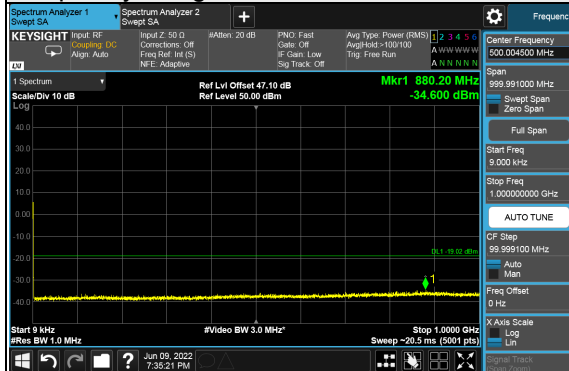 Spectrum Analyzer 1
Swept SA
Spectrum Analyzer 2
Swept SA
+
Frequenc
KEYSIGHT
Input: RF
Coupling: DC
Align: Auto
Input Z: 50 Ω
Corrections: Off
Freq Ref: Int (S)
NFE: Adaptive
#Atten: 20 dB
PNO: Fast
Gate: Off
IF Gain: Low
Sig Track: Off
Avg Type: Power (RMS)
Avg|Hold:>100/100
Trig: Free Run
1 2 3 4 5 6
A W W W W W
A N N N N N
LXI
1 Spectrum
Scale/Div 10 dB
Log
Ref Lvl Offset 47.10 dB
Ref Level 50.00 dBm
Mkr1 880.20 MHz
-34.600 dBm
40.0
30.0
20.0
10.0
0.00
-10.0
-20.0
-30.0
-40.0
DL1 -19.02 dBm
1
Start 9 kHz
#Res BW 1.0 MHz
#Video BW 3.0 MHz*
Stop 1.0000 GHz
Sweep ~20.5 ms (5001 pts)
Center Frequency
500.004500 MHz
Span
999.991000 MHz
Swept Span
Zero Span
Full Span
Start Freq
9.000 kHz
Stop Freq
1.000000000 GHz
AUTO TUNE
CF Step
99.999100 MHz
Auto
Man
Freq Offset
0 Hz
X Axis Scale
Log
Lin
Signal Track
(Span Zoom)
?
Jun 09, 2022
7:35:21 PM